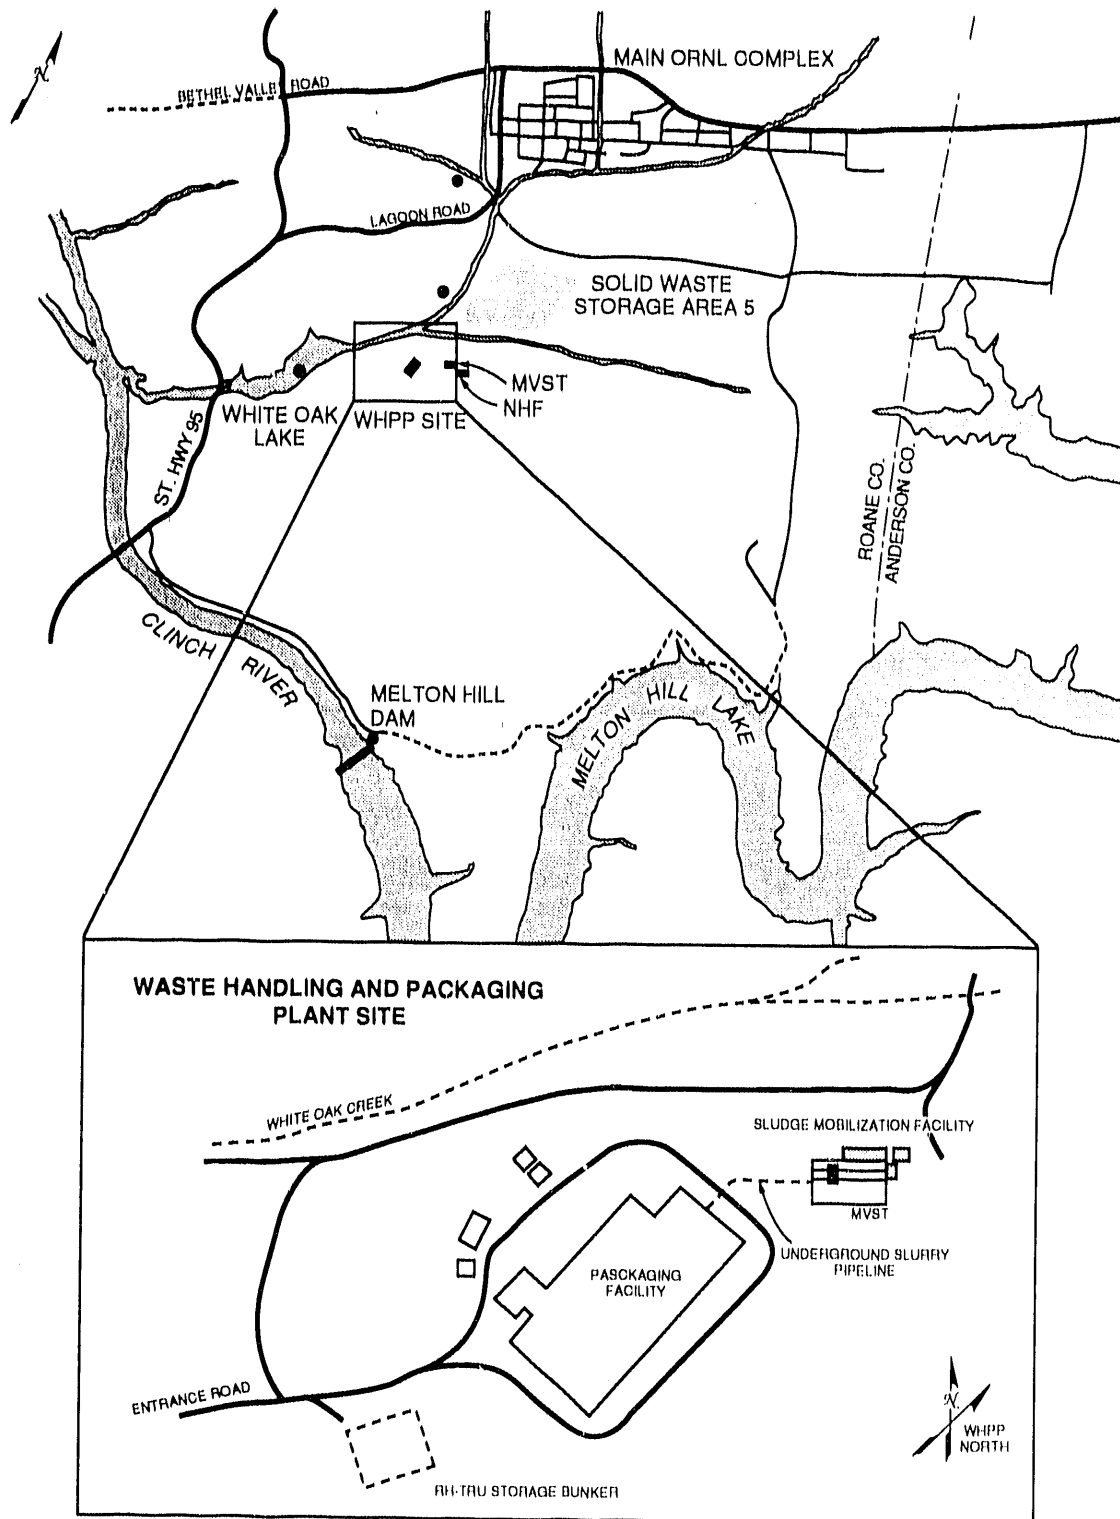 MAIN ORNL COMPLEX
N
BETHEL VALLEY ROAD
LAGOON ROAD
SOLID WASTE
STORAGE AREA 5
MVST
NHF
WHITE OAK
LAKE
WHPP SITE
ST. HWY 95
ROANE CO.
ANDERSON CO.
CLINCH RIVER
MELTON HILL
DAM
MELTON HILL LAKE
WASTE HANDLING AND PACKAGING
PLANT SITE
WHITE OAK CREEK
SLUDGE MOBILIZATION FACILITY
MVST
UNDERGROUND SLURRY
PIPELINE
PASCKAGING
FACILITY
ENTRANCE ROAD
N
WHPP
NORTH
RH-TRU STORAGE BUNKER